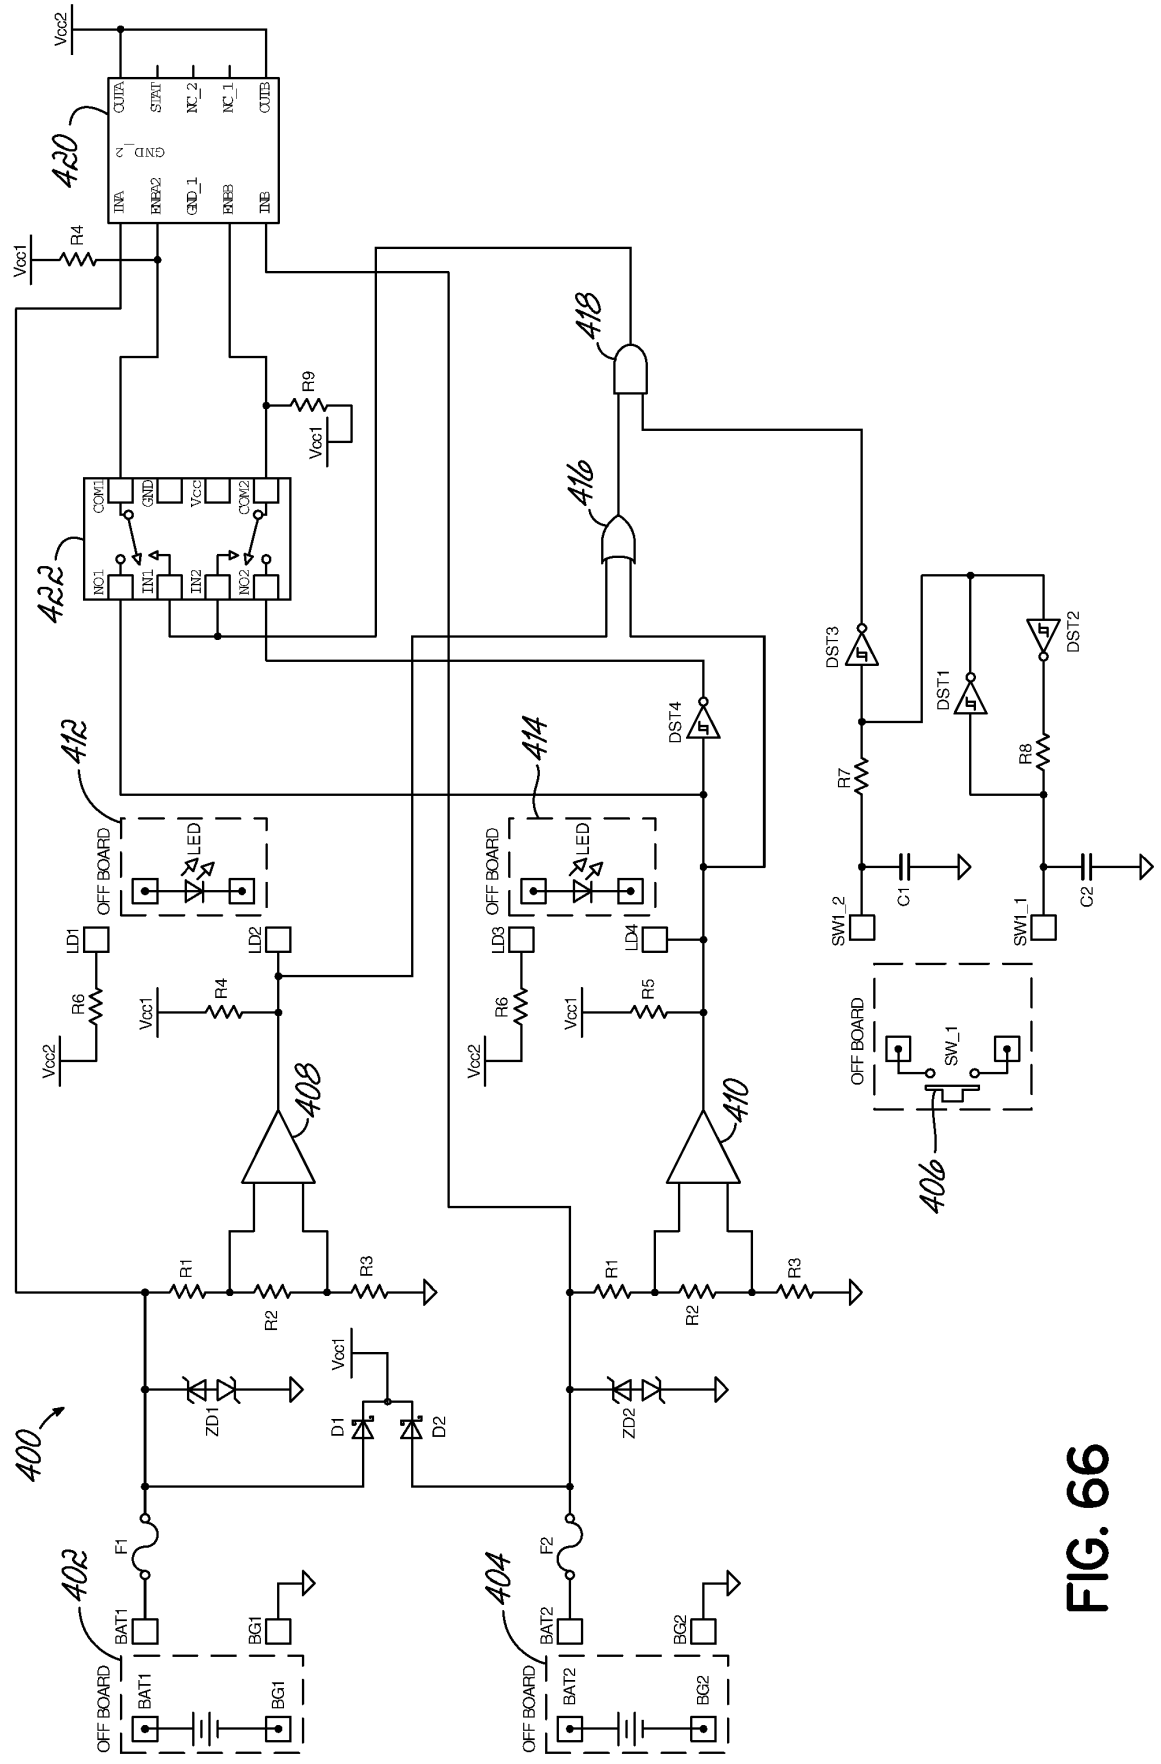 Vcc2
420
CUTA
STAT
NC_2
NC_1
CUTB
GND_2
INA
ENBA2
GND_1
ENBB
INB
Vcc1
R4
422
COM1
GND
Vcc
COM2
NO1
IN1
IN2
NO2
R9
Vcc1
418
416
412
OFF BOARD
LED
414
OFF BOARD
LED
DST4
DST3
DST1
DST2
R7
R8
C1
C2
SW1_2
SW1_1
OFF BOARD
SW_1
406
LD1
R6
Vcc2
LD2
R4
Vcc1
408
LD3
R6
Vcc2
LD4
R5
Vcc1
410
R1
R2
R3
R1
R2
R3
400
ZD1
Vcc1
D1
D2
ZD2
F1
402
BAT1
BG1
OFF BOARD
BAT1
BG1
F2
404
BAT2
BG2
OFF BOARD
BAT2
BG2
FIG. 66